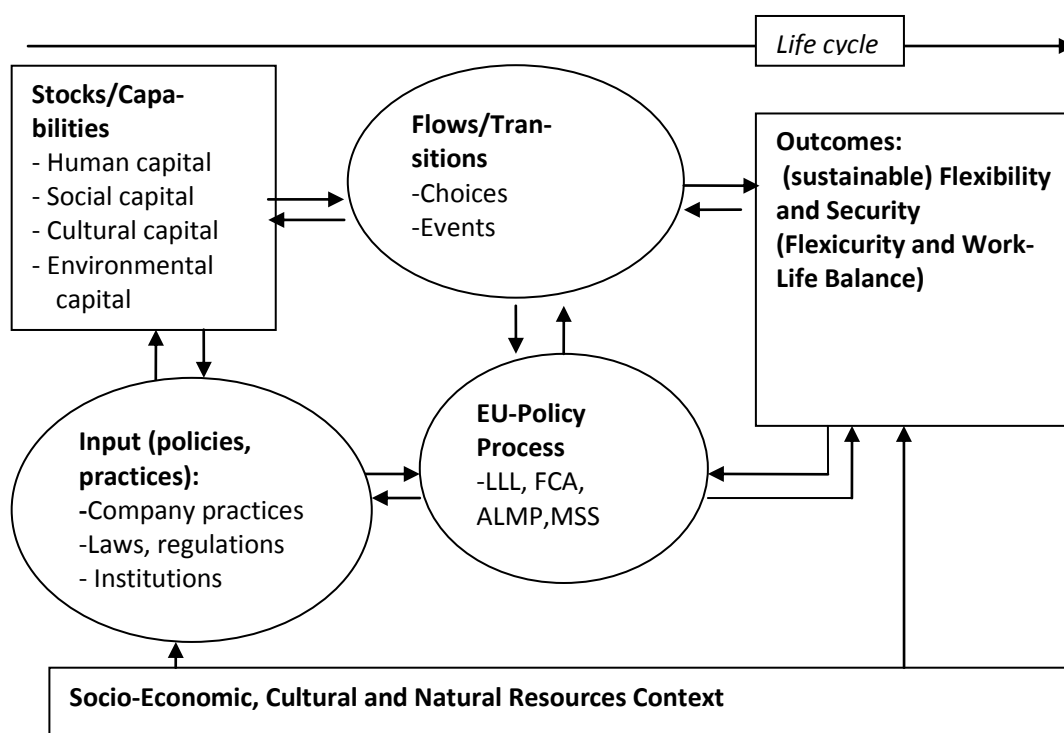 Life cycle
Stocks/Capa-
bilities
- Human capital
- Social capital
- Cultural capital
- Environmental
capital
Flows/Tran-
sitions
-Choices
-Events
Outcomes:
(sustainable) Flexibility
and Security
(Flexicurity and Work-
Life Balance)
Input (policies,
practices):
-Company practices
-Laws, regulations
- Institutions
EU-Policy
Process
-LLL, FCA,
ALMP,MSS
Socio-Economic, Cultural and Natural Resources Context